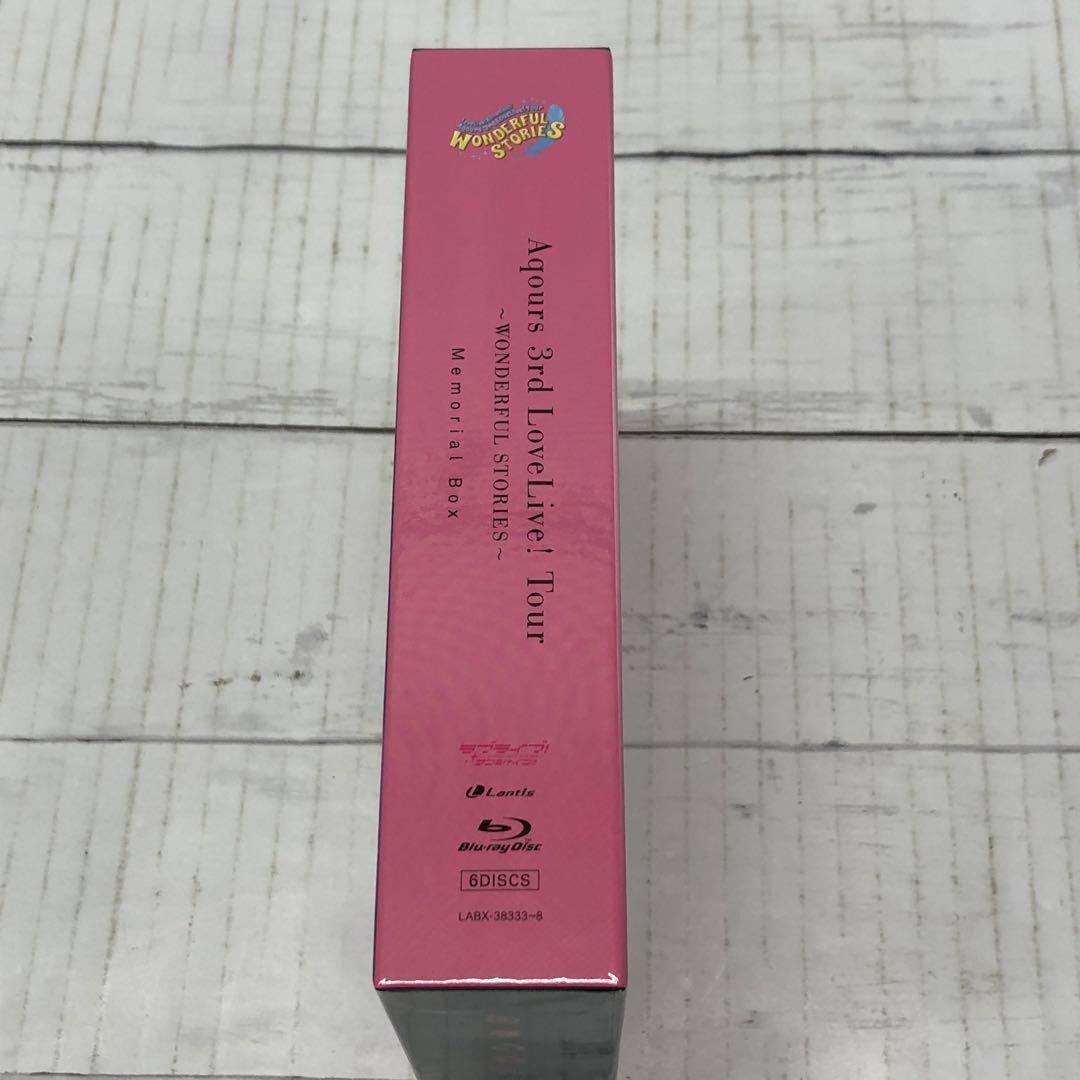 WONDERFUL
STORIES
Aqours 3rd LoveLive! Tour
~WONDERFUL STORIES~
Memorial Box
ラブライブ!
サンシャイン!!
Lantis
Blu-ray Disc
6DISCS
LABX-38333~8